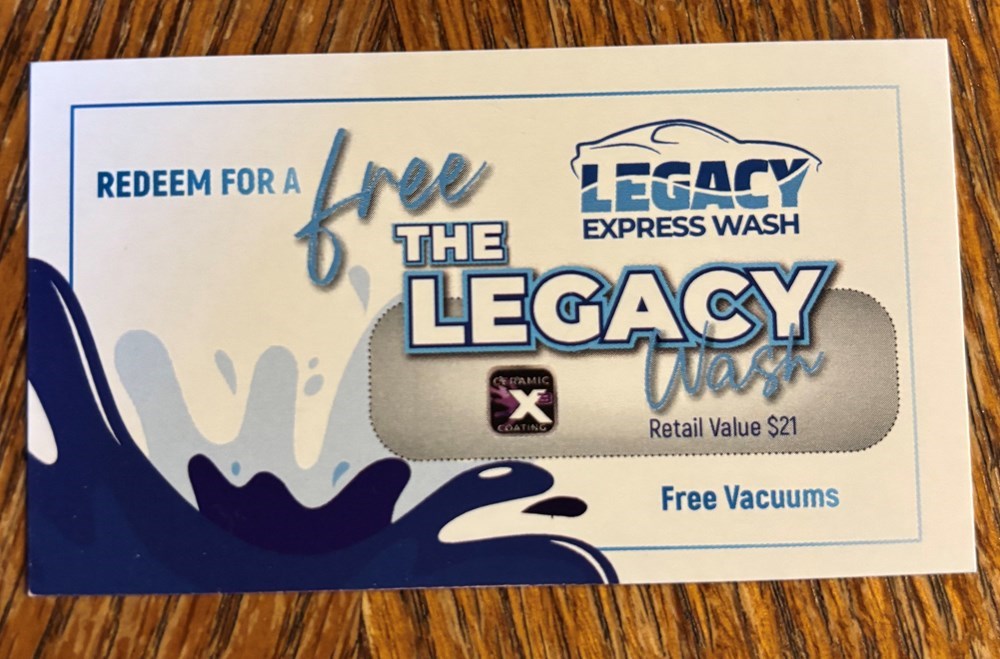 REDEEM FOR A free
LEGACY
EXPRESS WASH
THE
LEGACY
Wash
CERAMIC
X3
COATING
Retail Value $21
Free Vacuums